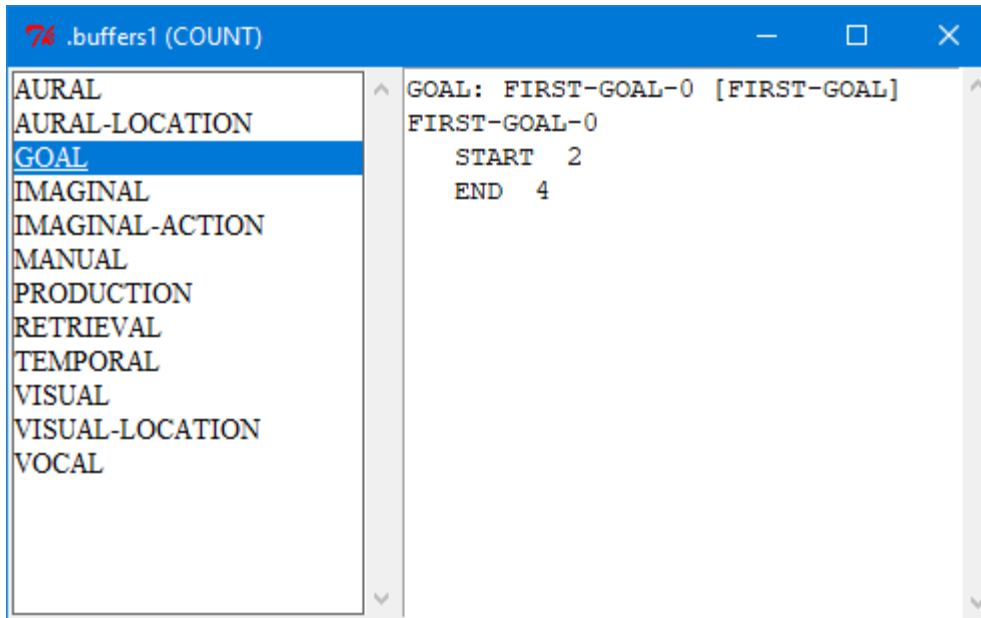 .buffers1 (COUNT)
AURAL
AURAL-LOCATION
GOAL
IMAGINAL
IMAGINAL-ACTION
MANUAL
PRODUCTION
RETRIEVAL
TEMPORAL
VISUAL
VISUAL-LOCATION
VOCAL
GOAL: FIRST-GOAL-0 [FIRST-GOAL]
FIRST-GOAL-0
START 2
END 4